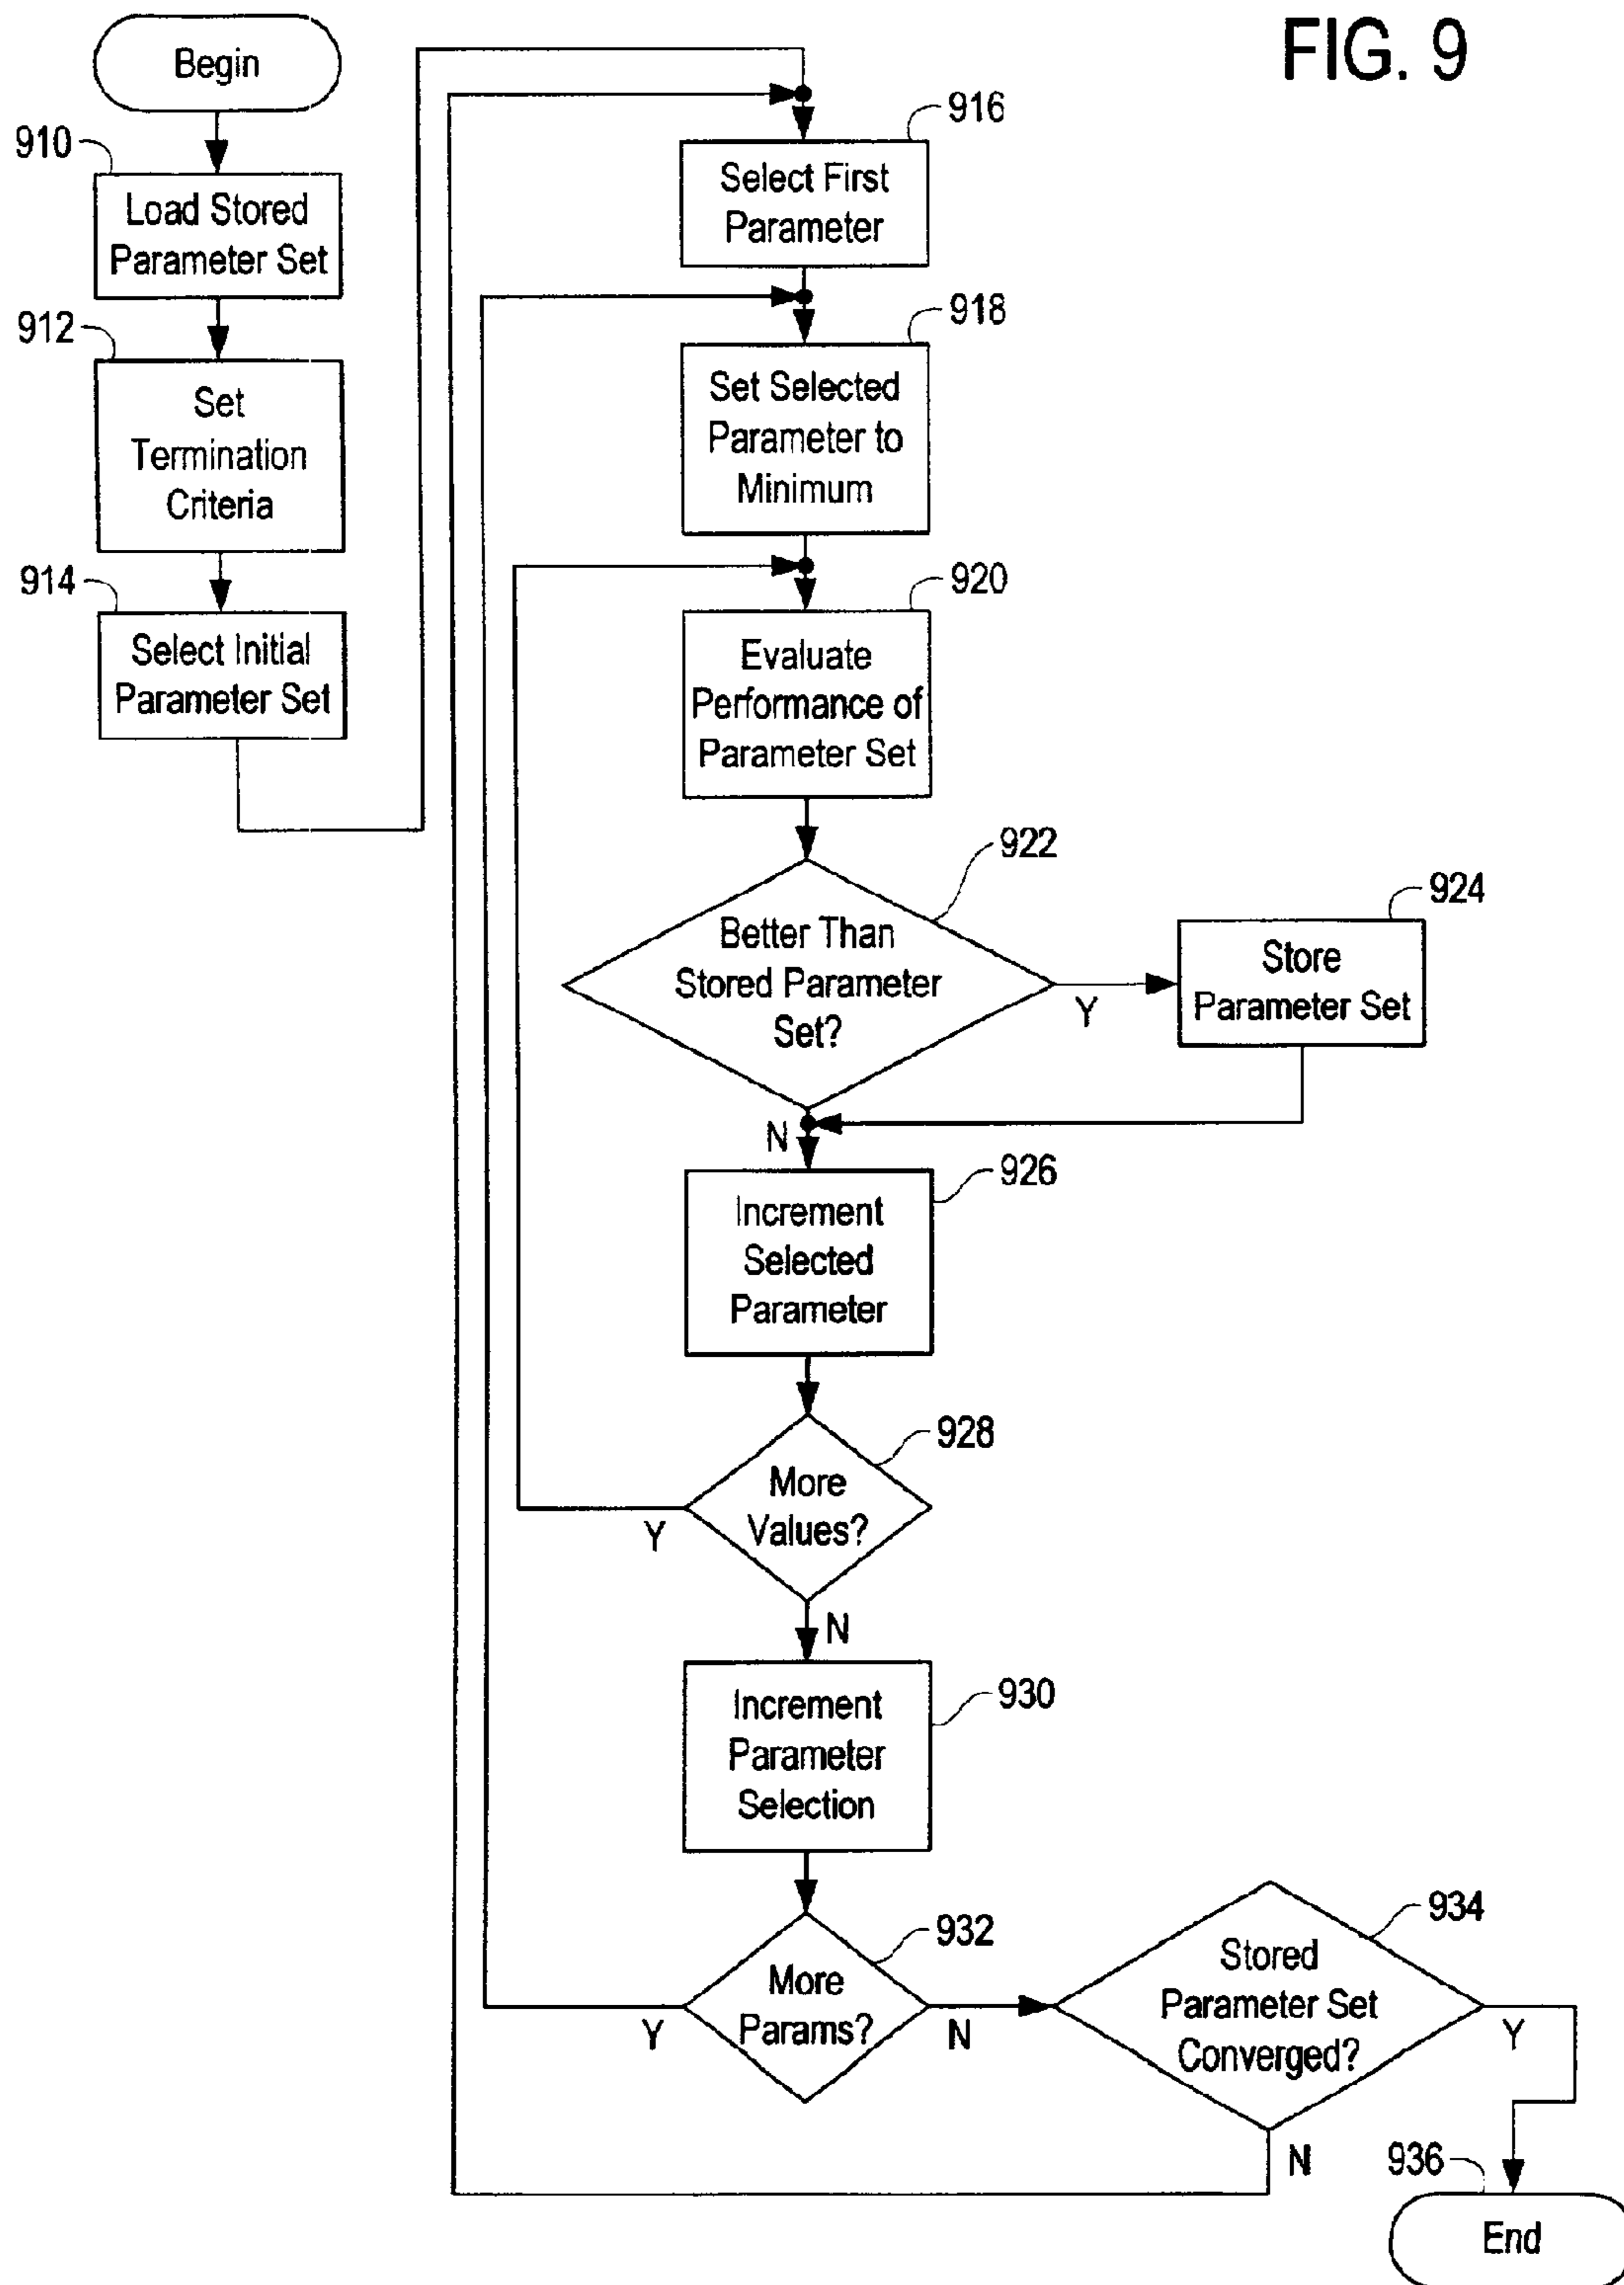 FIG. 9
Begin
910
Load Stored
Parameter Set
912
Set
Termination
Criteria
914
Select Initial
Parameter Set
916
Select First
Parameter
918
Set Selected
Parameter to
Minimum
920
Evaluate
Performance of
Parameter Set
922
Better Than
Stored Parameter
Set?
Y
924
Store
Parameter Set
N
926
Increment
Selected
Parameter
928
More
Values?
Y
N
930
Increment
Parameter
Selection
932
More
Params?
Y
N
934
Stored
Parameter Set
Converged?
Y
N
936
End